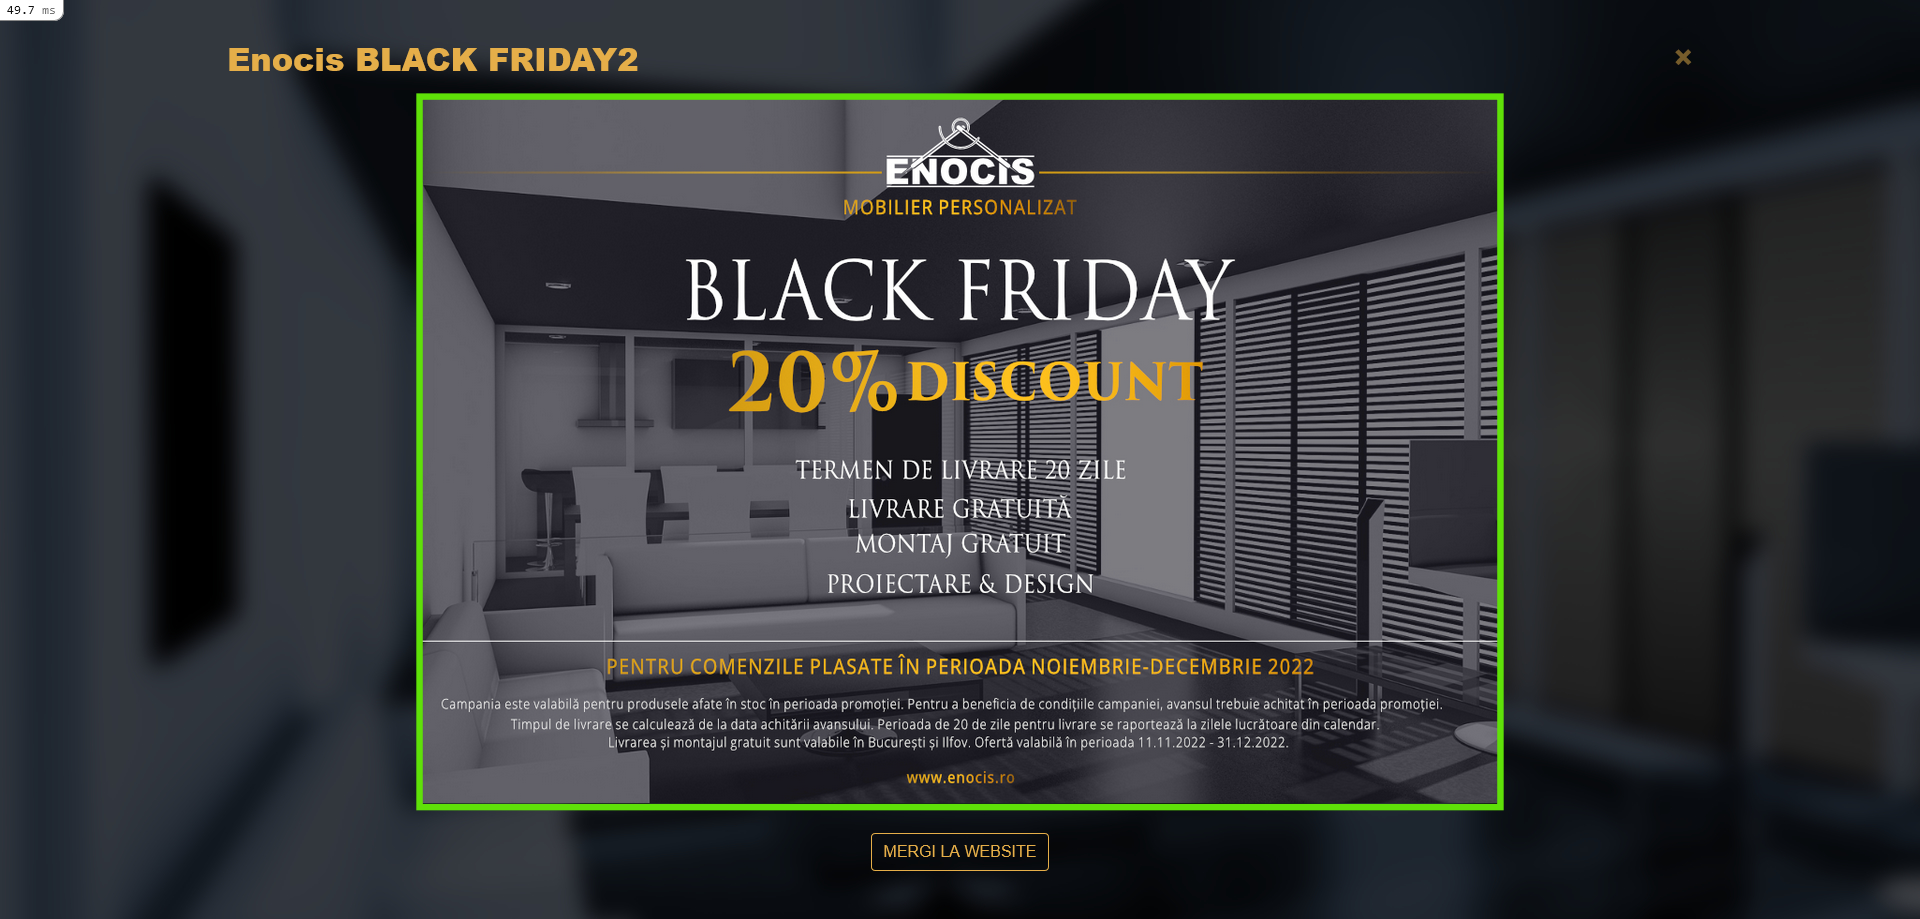 49.7 ms
Enocis BLACK FRIDAY2
×
ENOCIS
MOBILIER PERSONALIZAT
BLACK FRIDAY
20% DISCOUNT
TERMEN DE LIVRARE 20 ZILE
LIVRARE GRATUITĂ
MONTAJ GRATUIT
PROIECTARE & DESIGN
PENTRU COMENZILE PLASATE ÎN PERIOADA NOIEMBRIE-DECEMBRIE 2022
Campania este valabilă pentru produsele afate în stoc în perioada promoției. Pentru a beneficia de condițiile campaniei, avansul trebuie achitat în perioada promoției.
Timpul de livrare se calculează de la data achitării avansului. Perioada de 20 de zile pentru livrare se raportează la zilele lucrătoare din calendar.
Livrarea și montajul gratuit sunt valabile în București și Ilfov. Ofertă valabilă în perioada 11.11.2022 - 31.12.2022.
www.enocis.ro
MERGI LA WEBSITE